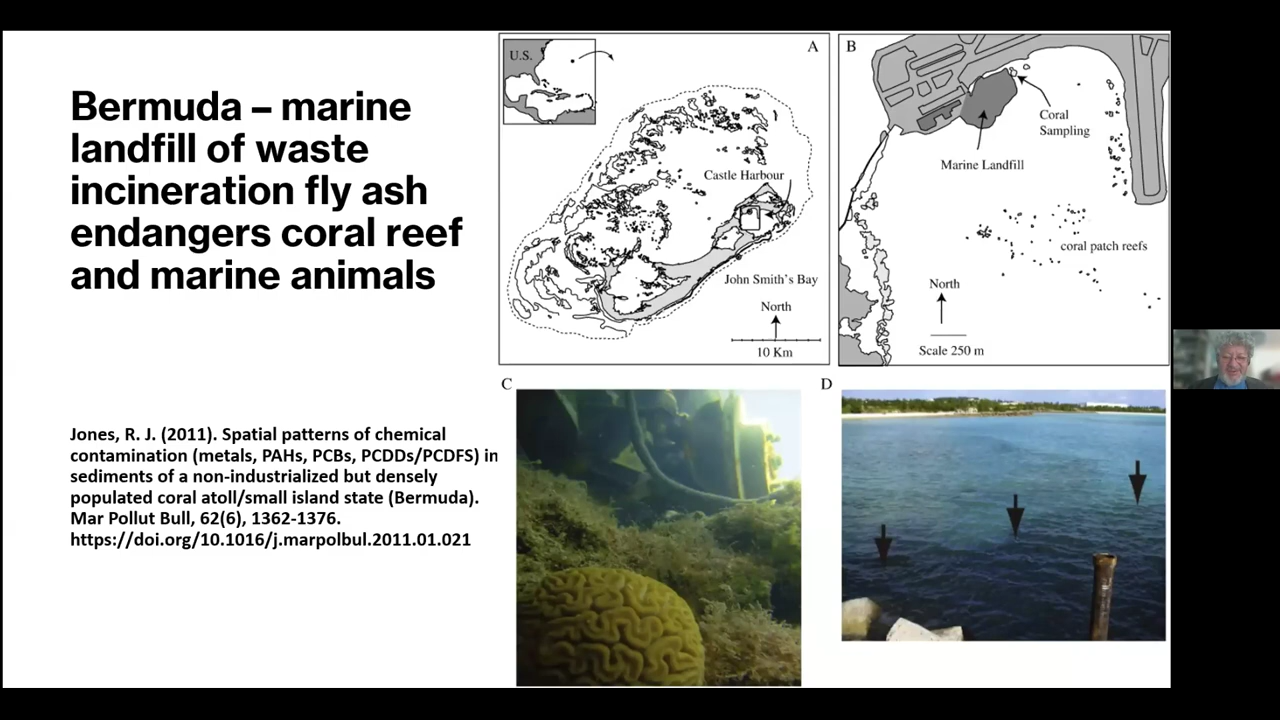 Bermuda – marine
landfill of waste
incineration fly ash
endangers coral reef
and marine animals
Jones, R. J. (2011). Spatial patterns of chemical
contamination (metals, PAHs, PCBs, PCDDs/PCDFS) in
sediments of a non-industrialized but densely
populated coral atoll/small island state (Bermuda).
Mar Pollut Bull, 62(6), 1362-1376.
https://doi.org/10.1016/j.marpolbul.2011.01.021
U.S.
A
Castle Harbour
John Smith's Bay
North
10 Km
B
Coral
Sampling
Marine Landfill
coral patch reefs
North
Scale 250 m
C
D